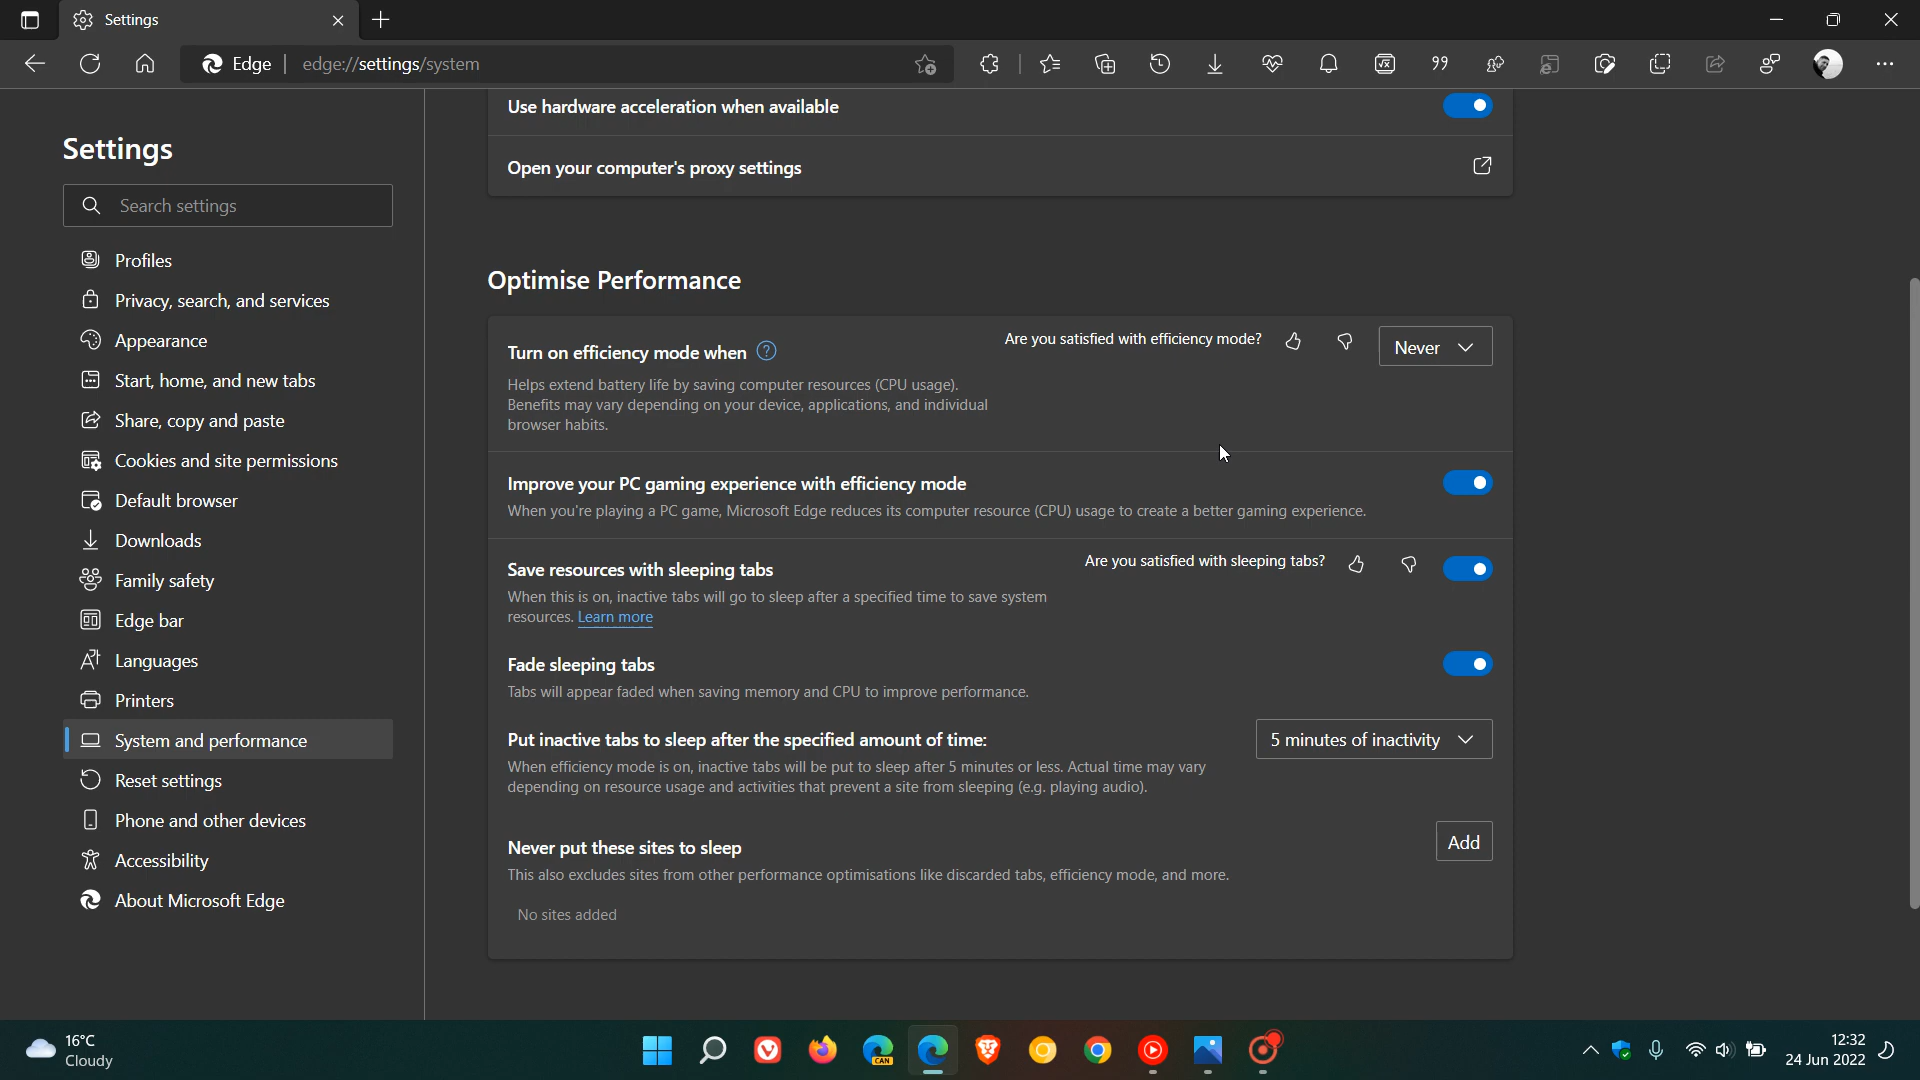 Settings
Edge
edge://settings/system
Settings
Search settings
Profiles
Privacy, search, and services
Appearance
Start, home, and new tabs
Share, copy and paste
Cookies and site permissions
Default browser
Downloads
Family safety
Edge bar
Languages
Printers
System and performance
Reset settings
Phone and other devices
Accessibility
About Microsoft Edge
Use hardware acceleration when available
Open your computer's proxy settings
Optimise Performance
Turn on efficiency mode when
Are you satisfied with efficiency mode?
Never
Helps extend battery life by saving computer resources (CPU usage).
Benefits may vary depending on your device, applications, and individual
browser habits.
Improve your PC gaming experience with efficiency mode
When you're playing a PC game, Microsoft Edge reduces its computer resource (CPU) usage to create a better gaming experience.
Save resources with sleeping tabs
Are you satisfied with sleeping tabs?
When this is on, inactive tabs will go to sleep after a specified time to save system
resources. Learn more
Fade sleeping tabs
Tabs will appear faded when saving memory and CPU to improve performance.
Put inactive tabs to sleep after the specified amount of time:
5 minutes of inactivity
When efficiency mode is on, inactive tabs will be put to sleep after 5 minutes or less. Actual time may vary
depending on resource usage and activities that prevent a site from sleeping (e.g. playing audio).
Never put these sites to sleep
Add
This also excludes sites from other performance optimisations like discarded tabs, efficiency mode, and more.
No sites added
16°C
Cloudy
CAN
12:32
24 Jun 2022